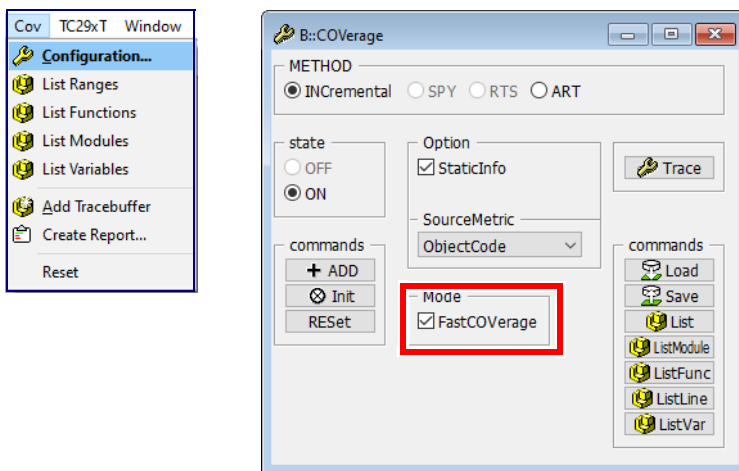 Cov TC29xT Window
Configuration...
List Ranges
List Functions
List Modules
List Variables
Add Tracebuffer
Create Report...
Reset
B::COVerage
METHOD
INCremental SPY RTS ART
state
OFF
ON
Option
StaticInfo
SourceMetric
ObjectCode
Trace
commands
+ ADD
Init
RESet
Mode
FastCOVerage
commands
Load
Save
List
ListModule
ListFunc
ListLine
ListVar